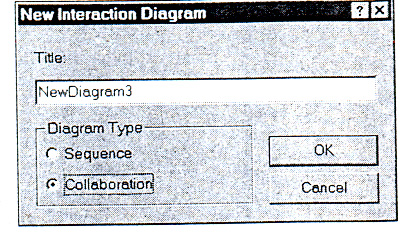 New Interaction Diagram
Title:
NewDiagram3
Diagram Type
Sequence
Collaboration
OK
Cancel